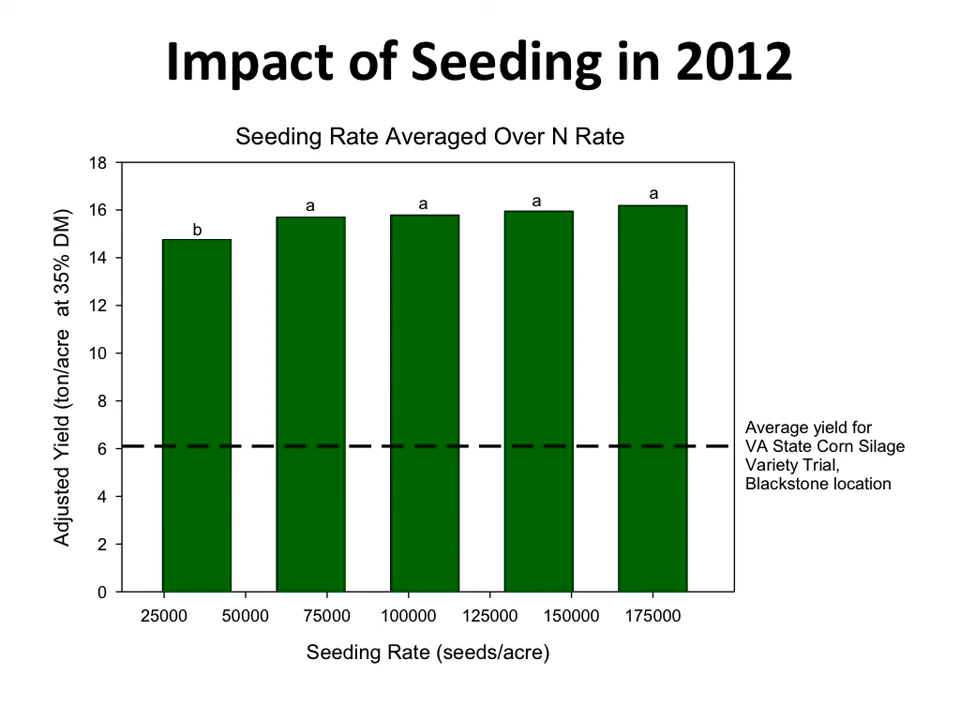 Impact of Seeding in 2012
Seeding Rate Averaged Over N Rate
Adjusted Yield (ton/acre at 35% DM)
18
16
14
12
10
8
6
4
2
0
b
a
a
a
a
Average yield for
VA State Corn Silage
Variety Trial,
Blackstone location
25000 50000 75000 100000 125000 150000 175000
Seeding Rate (seeds/acre)